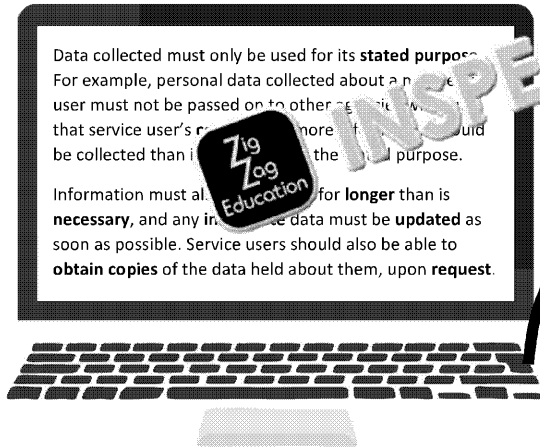 Data collected must only be used for its stated purpose
For example, personal data collected about a
user must not be passed on to other
that service user's more
be collected than the purpose.
Information must for longer than is
necessary, and any data must be updated as
soon as possible. Service users should also be able to
obtain copies of the data held about them, upon request.
Zig
Zag
Education
INSPE